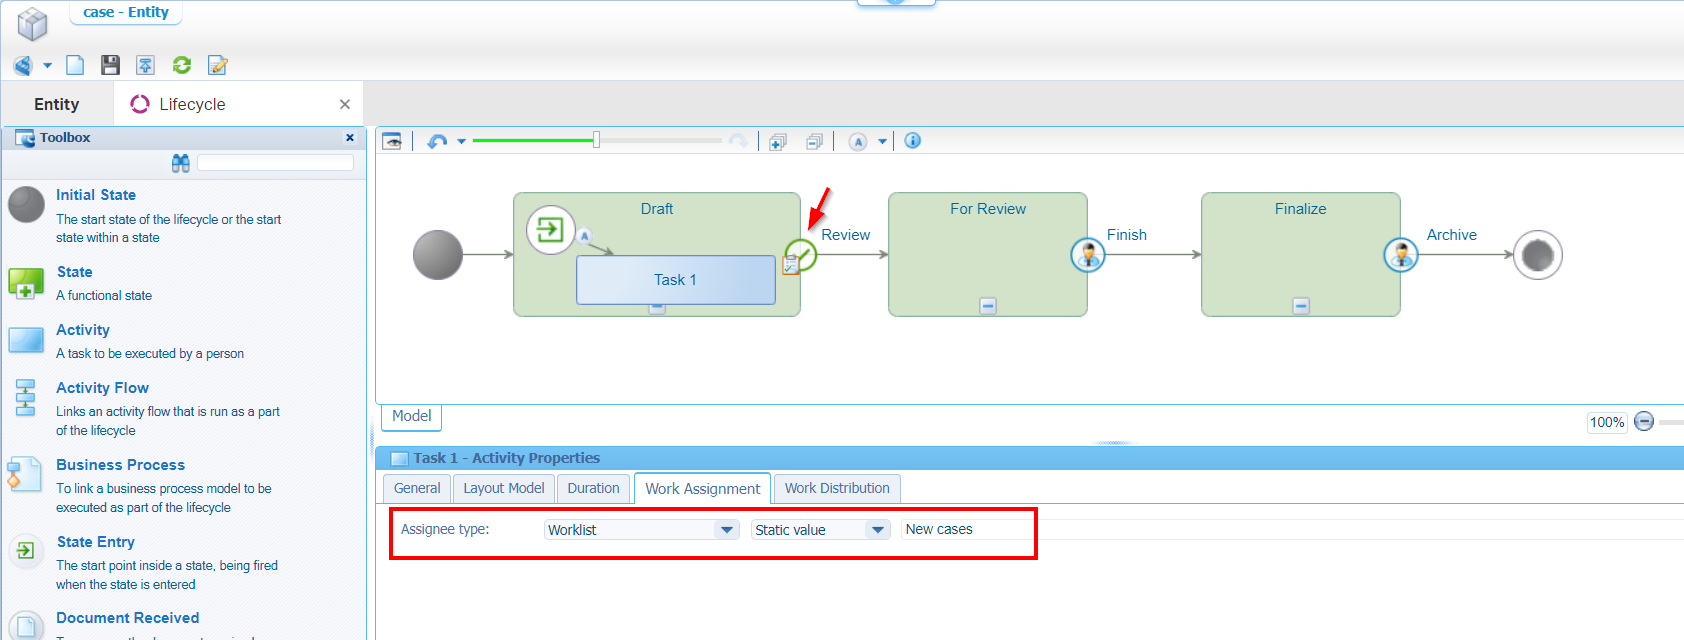 case - Entity
Entity
Lifecycle
Toolbox
Initial State
The start state of the lifecycle or the start
state within a state
State
A functional state
Activity
A task to be executed by a person
Activity Flow
Links an activity flow that is run as a part
of the lifecycle
Business Process
To link a business process model to be
executed as part of the lifecycle
State Entry
The start point inside a state, being fired
when the state is entered
Document Received
A
Draft
A
Task 1
Review
For Review
Finish
Finalize
Archive
Model
100%
Task 1 - Activity Properties
General
Layout Model
Duration
Work Assignment
Work Distribution
Assignee type:
Worklist
Static value
New cases